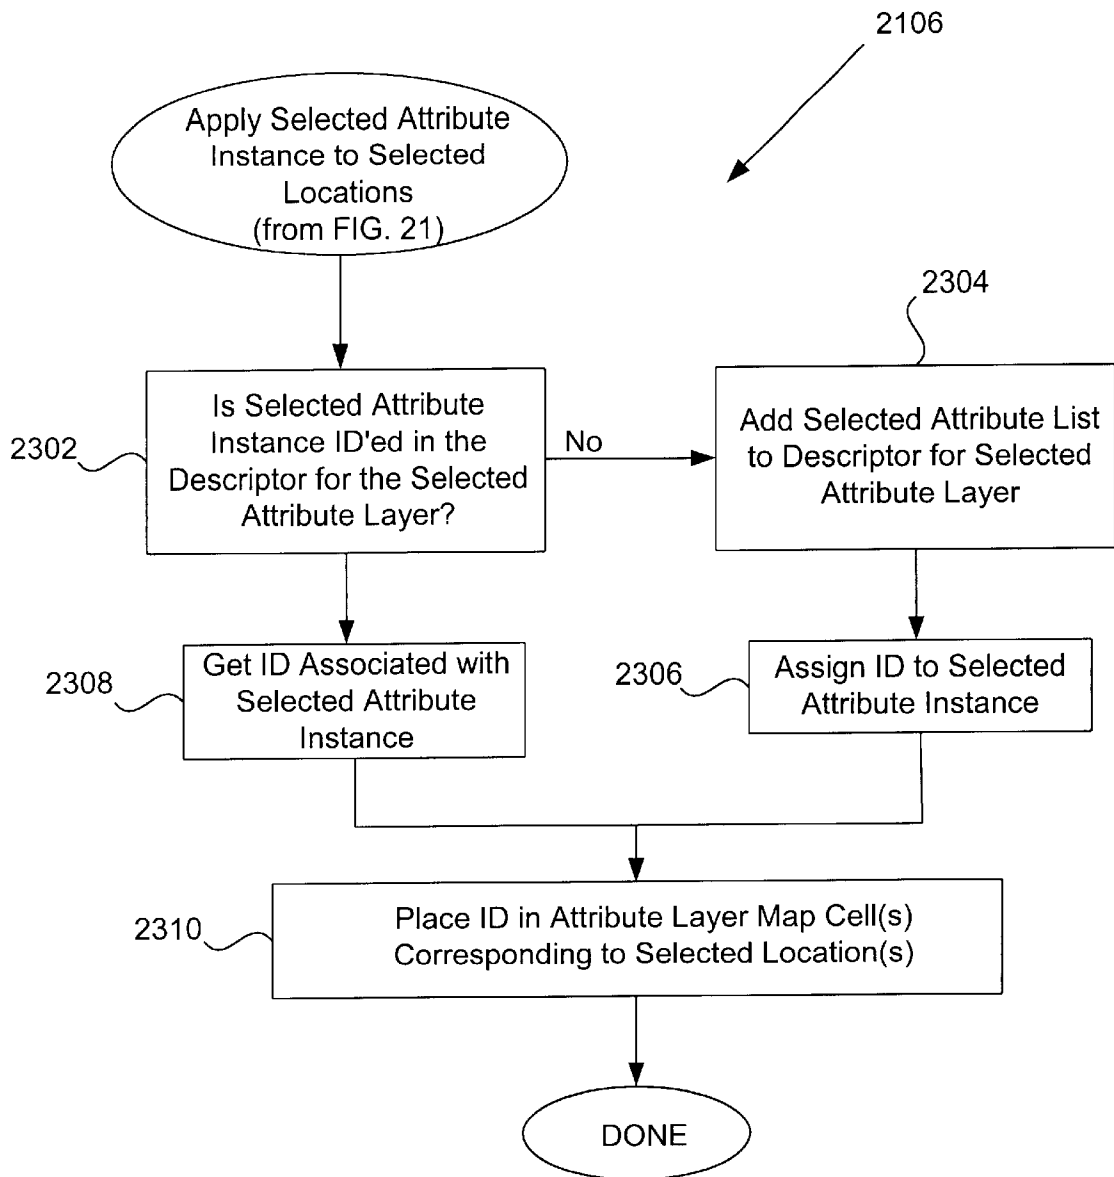 2106
Apply Selected Attribute
Instance to Selected
Locations
(from FIG. 21)
2304
2302
Is Selected Attribute
Instance ID'ed in the
Descriptor for the Selected
Attribute Layer?
No
Add Selected Attribute List
to Descriptor for Selected
Attribute Layer
2308
Get ID Associated with
Selected Attribute
Instance
2306
Assign ID to Selected
Attribute Instance
2310
Place ID in Attribute Layer Map Cell(s)
Corresponding to Selected Location(s)
DONE